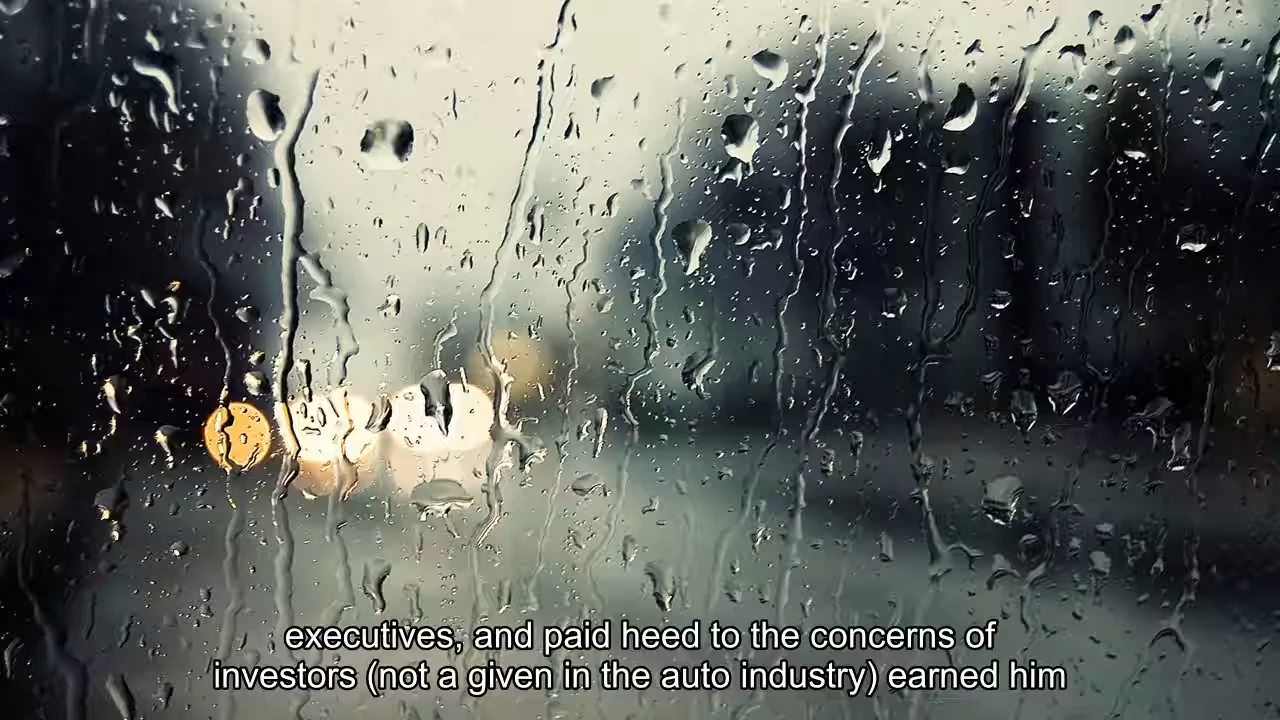 executives, and paid heed to the concerns of
investors (not a given in the auto industry) earned him